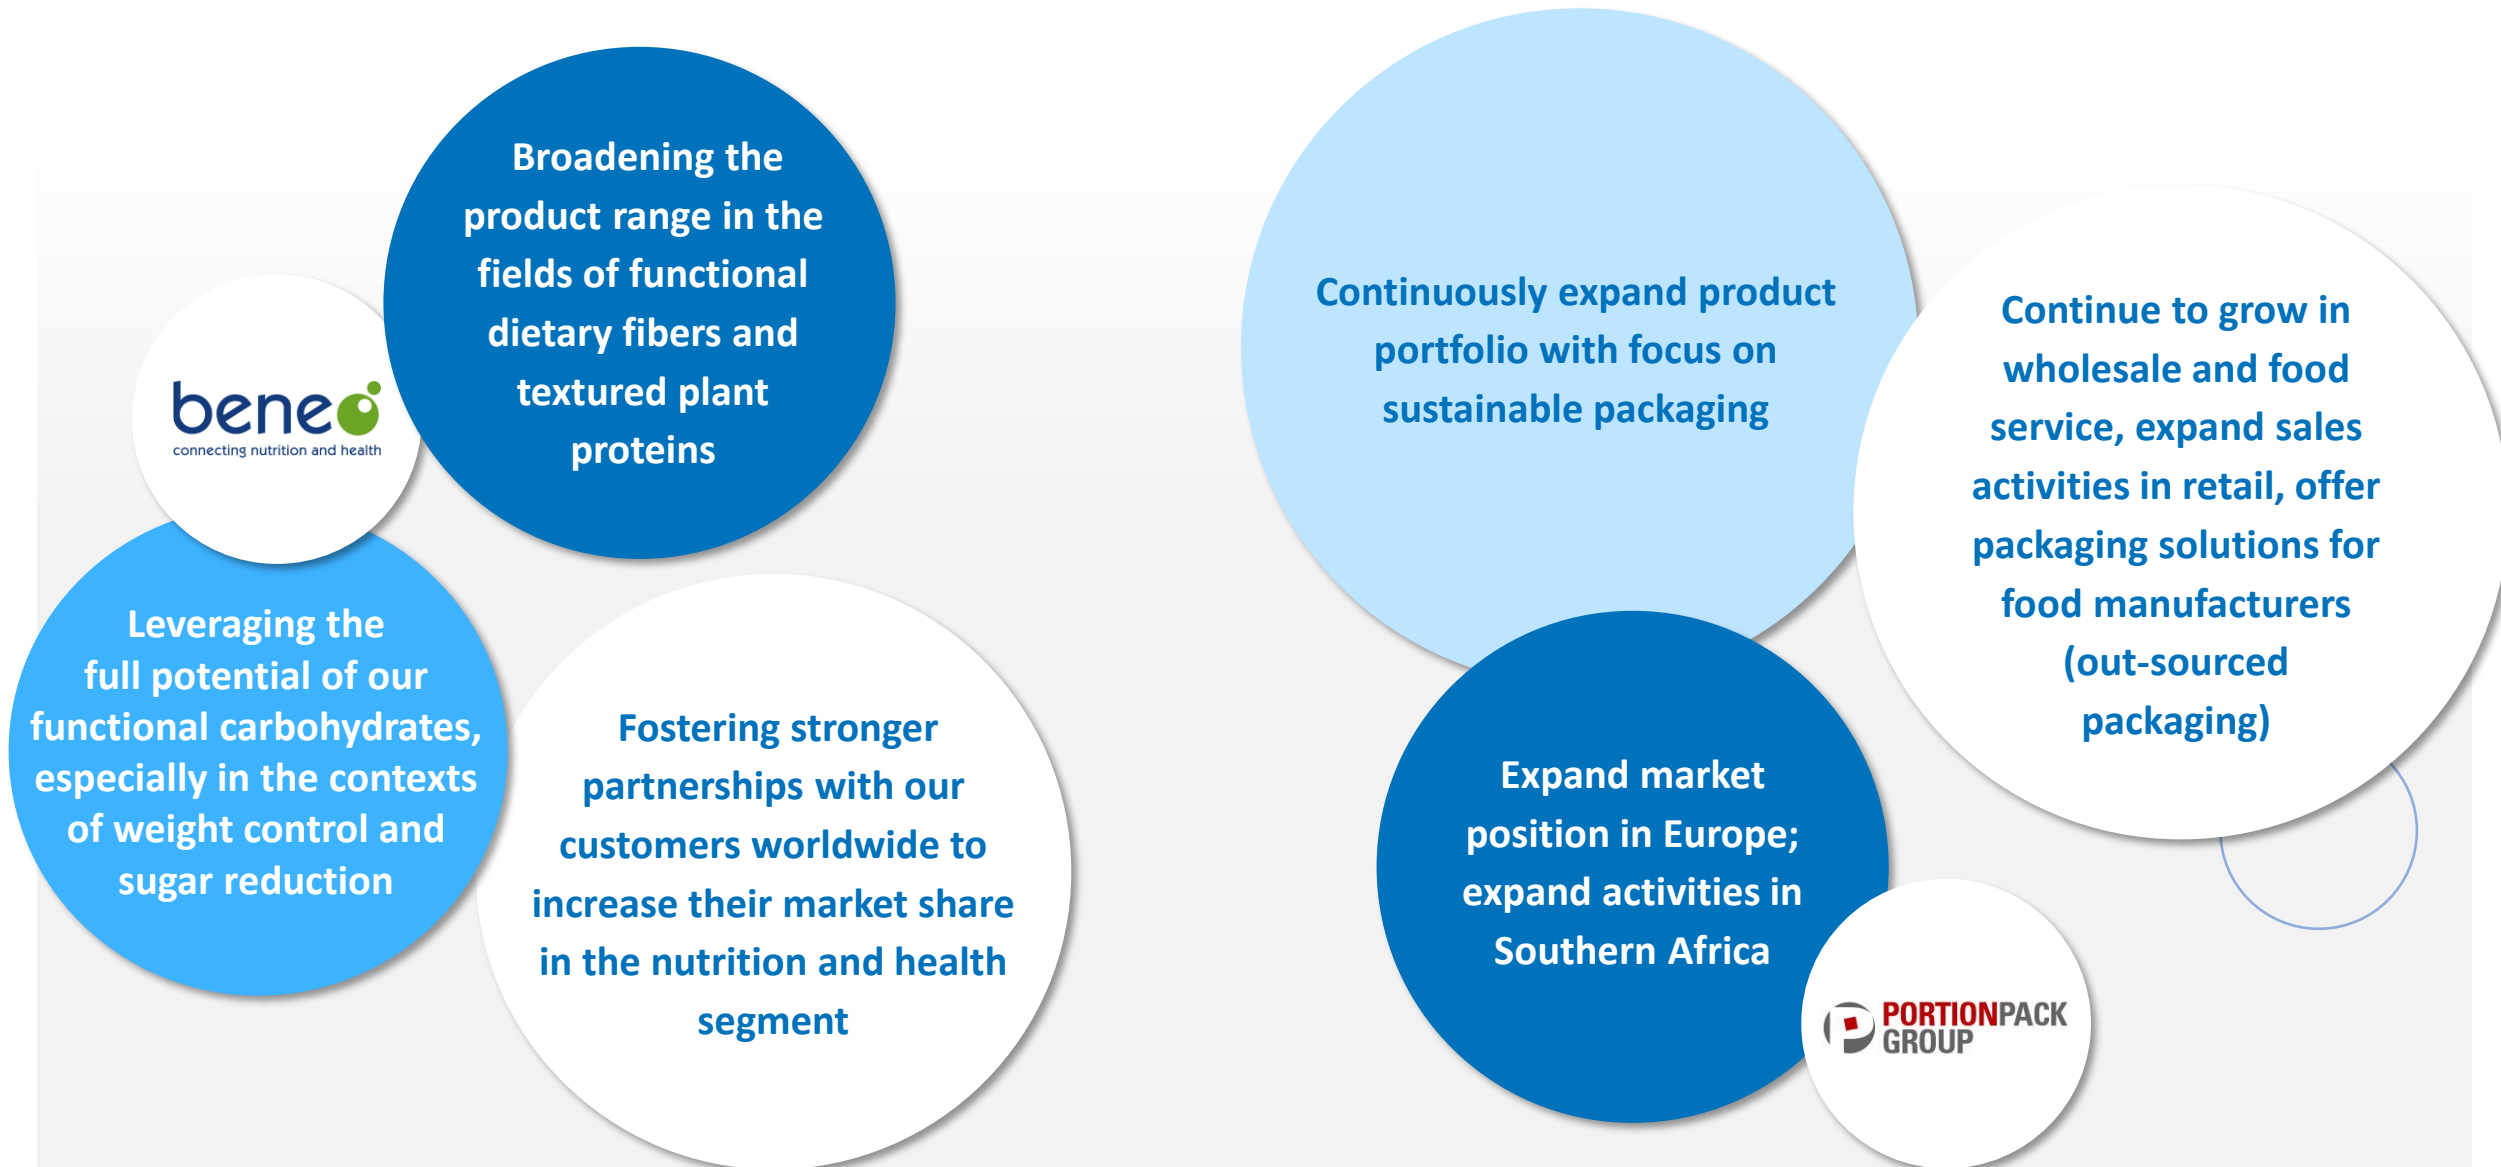 Broadening the
product range in the
fields of functional
dietary fibers and
textured plant
proteins
beneo
connecting nutrition and health
Leveraging the
full potential of our
functional carbohydrates,
especially in the contexts
of weight control and
sugar reduction
Fostering stronger
partnerships with our
customers worldwide to
increase their market share
in the nutrition and health
segment
Continuously expand product
portfolio with focus on
sustainable packaging
Continue to grow in
wholesale and food
service, expand sales
activities in retail, offer
packaging solutions for
food manufacturers
(out-sourced
packaging)
Expand market
position in Europe;
expand activities in
Southern Africa
PORTIONPACK
GROUP